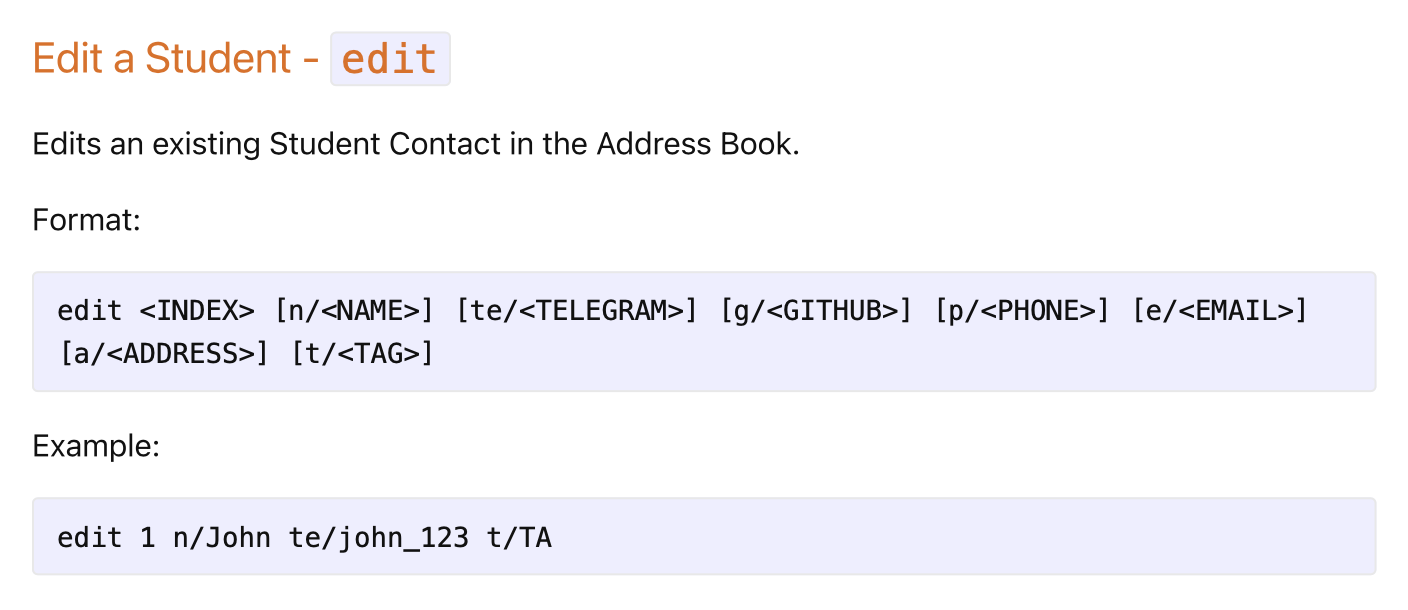 Edit a Student - edit
Edits an existing Student Contact in the Address Book.
Format:
edit <INDEX> [n/<NAME>] [te/<TELEGRAM>] [g/<GITHUB>] [p/<PHONE>] [e/<EMAIL>]
[a/<ADDRESS>] [t/<TAG>]
Example:
edit 1 n/John te/john_123 t/TA